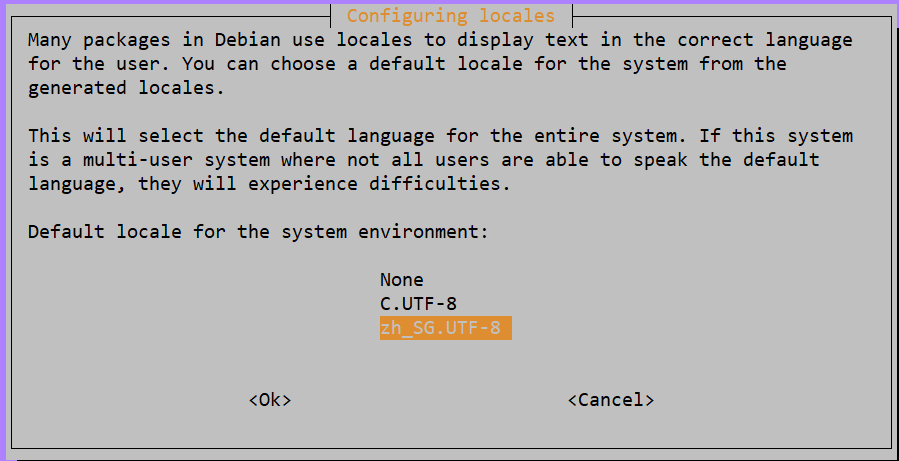 Configuring locales
Many packages in Debian use locales to display text in the correct language
for the user. You can choose a default locale for the system from the
generated locales.
This will select the default language for the entire system. If this system
is a multi-user system where not all users are able to speak the default
language, they will experience difficulties.
Default locale for the system environment:
None
C.UTF-8
zh_SG.UTF-8
<Ok> <Cancel>